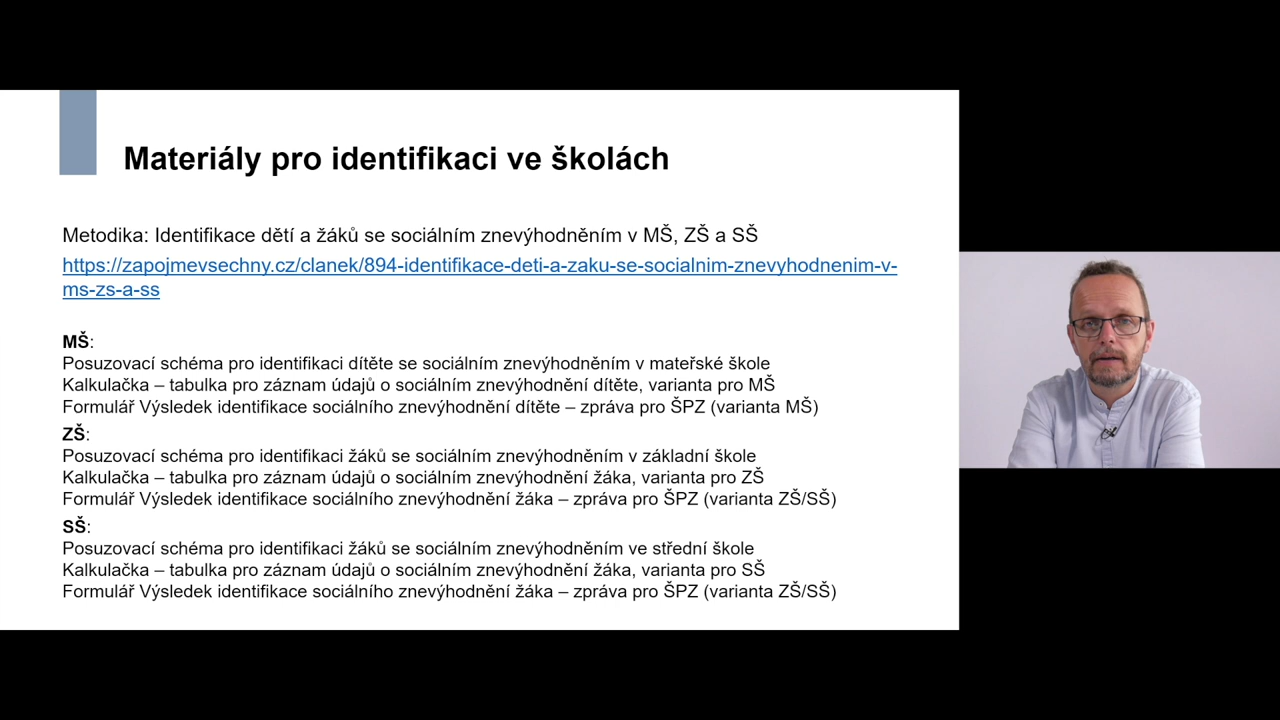 Materiály pro identifikaci ve školách
Metodika: Identifikace dětí a žáků se sociálním znevýhodněním v MŠ, ZŠ a SŠ
https://zapojmevsechny.cz/clanek/894-identifikace-deti-a-zaku-se-socialnim-znevyhodnenim-v-
ms-zs-a-ss
MŠ:
Posuzovací schéma pro identifikaci dítěte se sociálním znevýhodněním v mateřské škole
Kalkulačka – tabulka pro záznam údajů o sociálním znevýhodnění dítěte, varianta pro MŠ
Formulář Výsledek identifikace sociálního znevýhodnění dítěte – zpráva pro ŠPZ (varianta MŠ)
ZŠ:
Posuzovací schéma pro identifikaci žáků se sociálním znevýhodněním v základní škole
Kalkulačka – tabulka pro záznam údajů o sociálním znevýhodnění žáka, varianta pro ZŠ
Formulář Výsledek identifikace sociálního znevýhodnění žáka – zpráva pro ŠPZ (varianta ZŠ/SŠ)
SŠ:
Posuzovací schéma pro identifikaci žáků se sociálním znevýhodněním ve střední škole
Kalkulačka – tabulka pro záznam údajů o sociálním znevýhodnění žáka, varianta pro SŠ
Formulář Výsledek identifikace sociálního znevýhodnění žáka – zpráva pro ŠPZ (varianta ZŠ/SŠ)